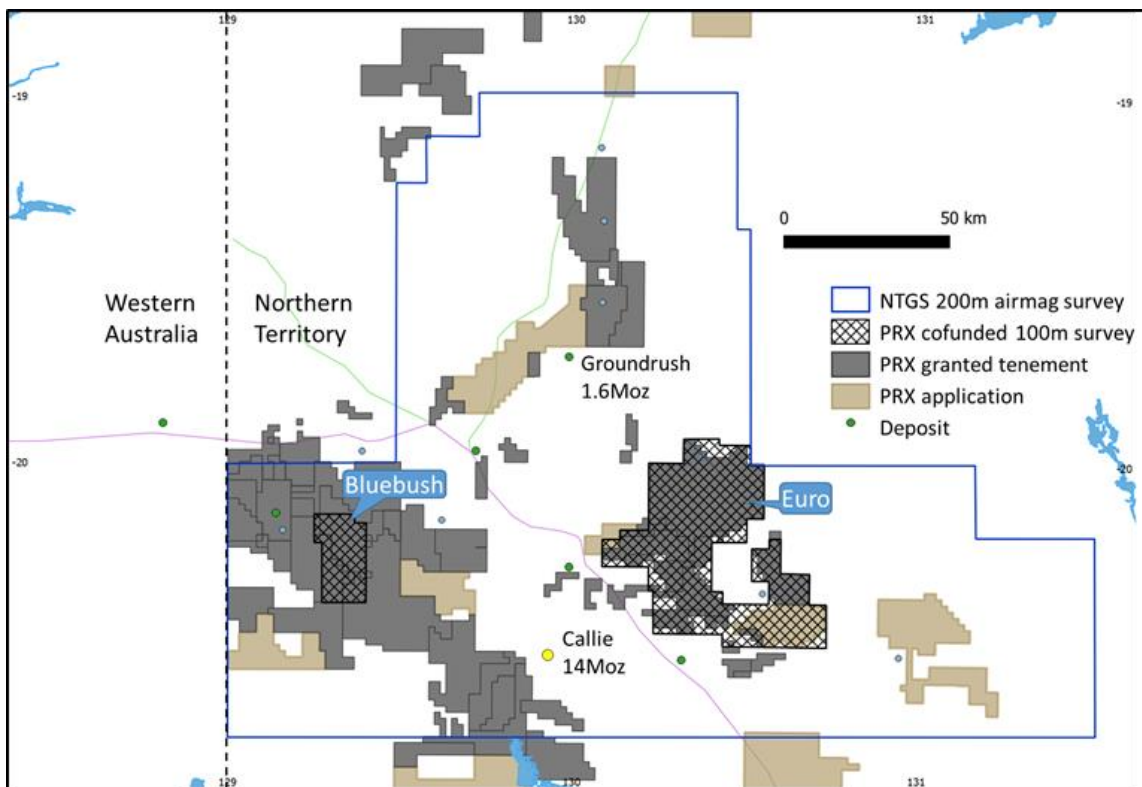 129
130
131
-19
-19
0
50 km
Western
Australia
Northern
Territory
NTGS 200m airmag survey
PRX cofunded 100m survey
PRX granted tenement
PRX application
Deposit
Groundrush
1.6Moz
-20
-20
Bluebush
Euro
Callie
14Moz
129
130
131